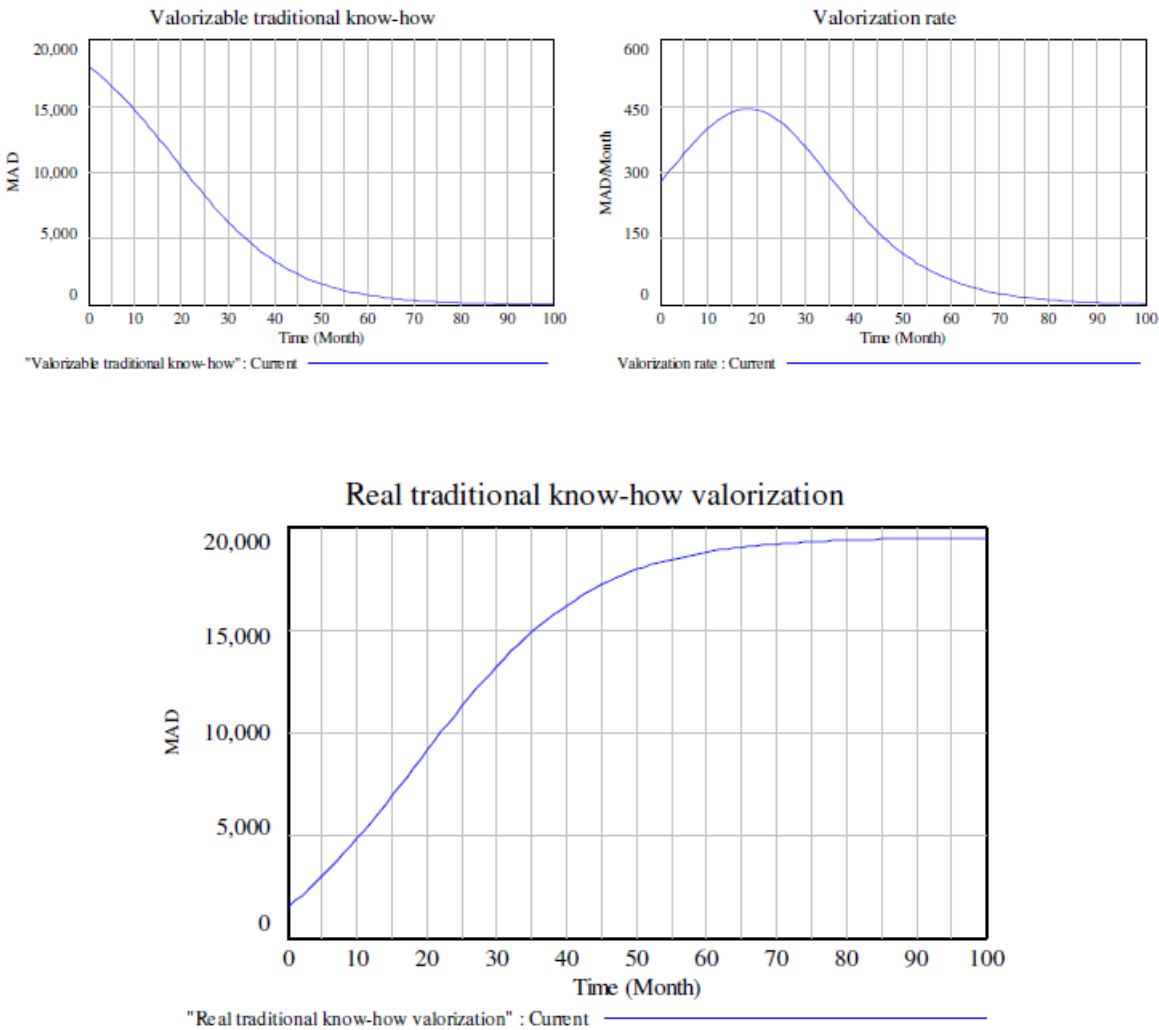 Valorizable traditional know-how
20,000
15,000
10,000
5,000
0
MAD
0 10 20 30 40 50 60 70 80 90 100
Time (Month)
"Valorizable traditional know-how" : Current
Valorization rate
600
450
300
150
0
MAD/Month
0 10 20 30 40 50 60 70 80 90 100
Time (Month)
Valorization rate : Current
Real traditional know-how valorization
20,000
15,000
10,000
5,000
0
MAD
0 10 20 30 40 50 60 70 80 90 100
Time (Month)
"Real traditional know-how valorization" : Current